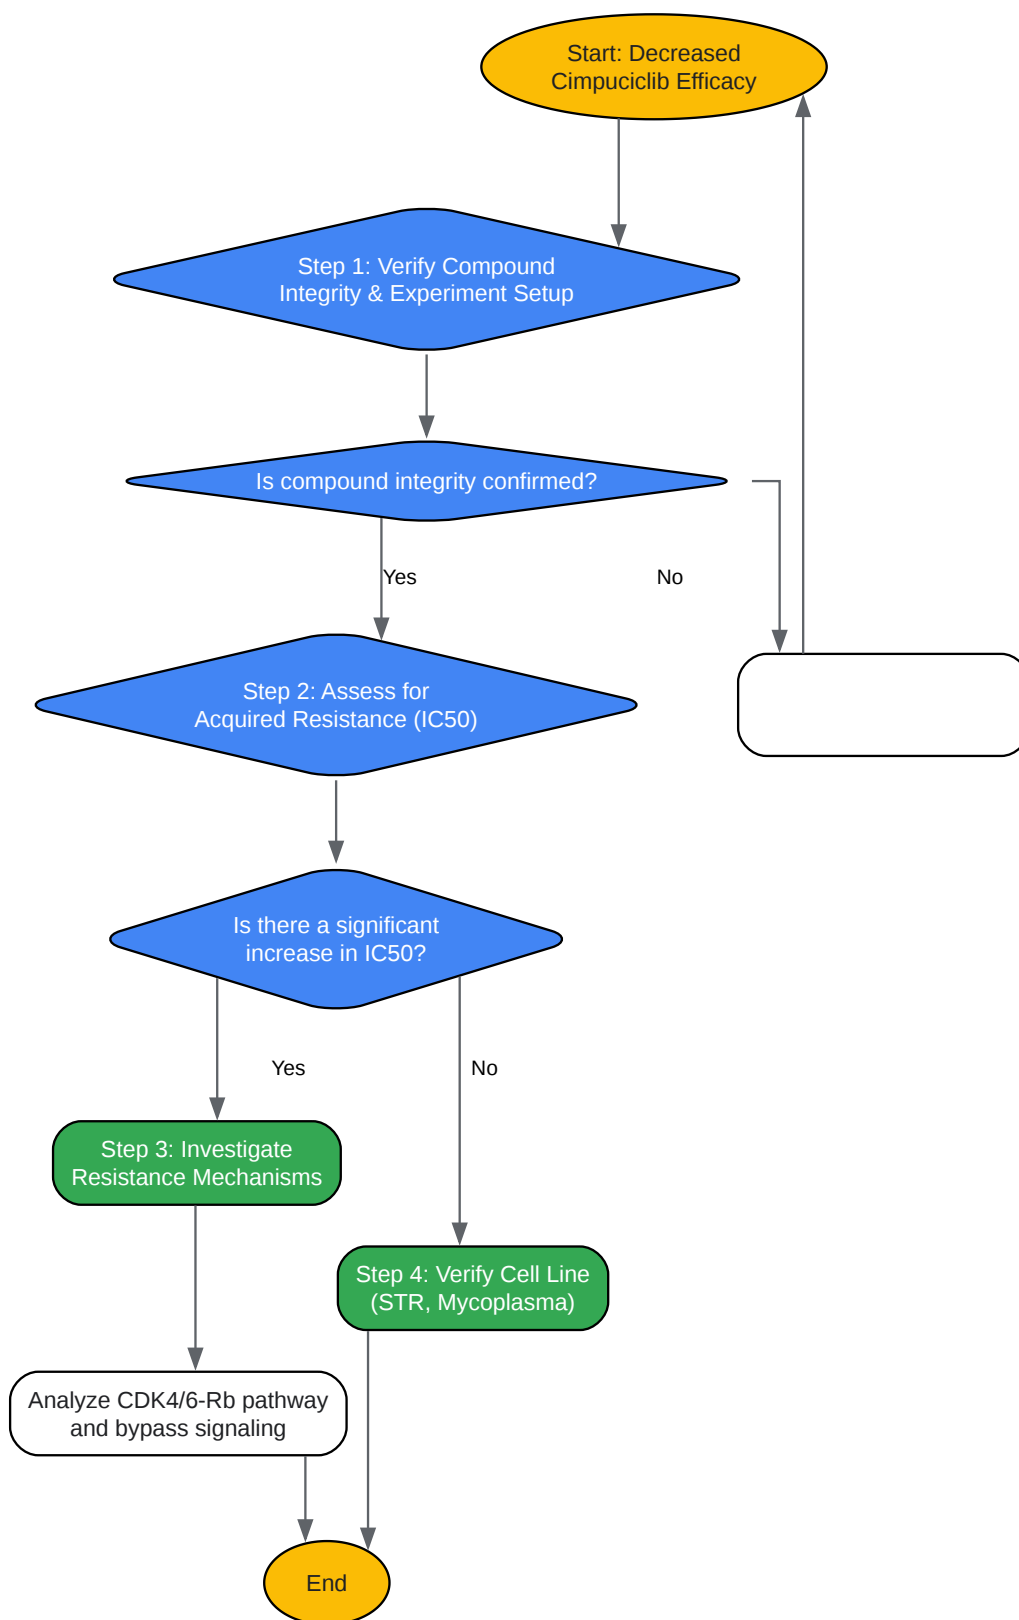 Start: Decreased
Cimpuciclib Efficacy
Step 1: Verify Compound
Integrity & Experiment Setup
Is compound integrity confirmed?
Yes
No
Step 2: Assess for
Acquired Resistance (IC50)
Is there a significant
increase in IC50?
Yes
No
Step 3: Investigate
Resistance Mechanisms
Step 4: Verify Cell Line
(STR, Mycoplasma)
Analyze CDK4/6-Rb pathway
and bypass signaling
End